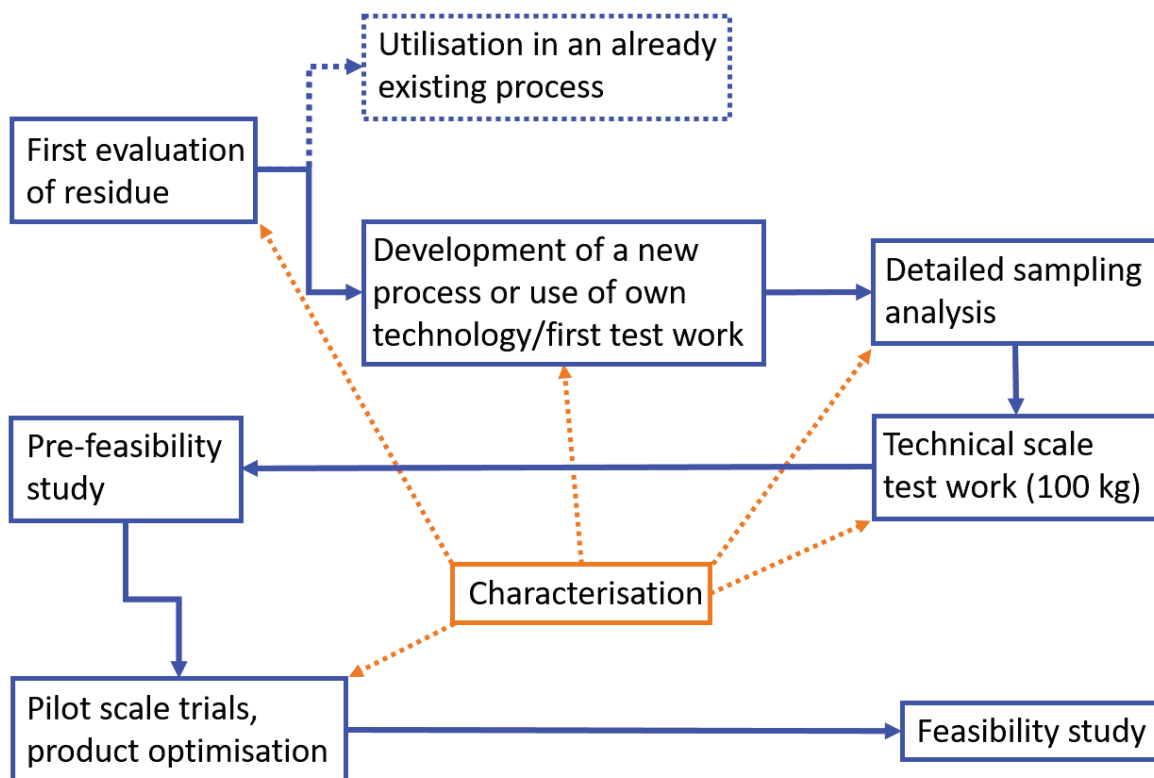 Utilisation in an already
existing process
First evaluation
of residue
Development of a new
process or use of own
technology/first test work
Detailed sampling
analysis
Pre-feasibility
study
Technical scale
test work (100 kg)
Characterisation
Pilot scale trials,
product optimisation
Feasibility study